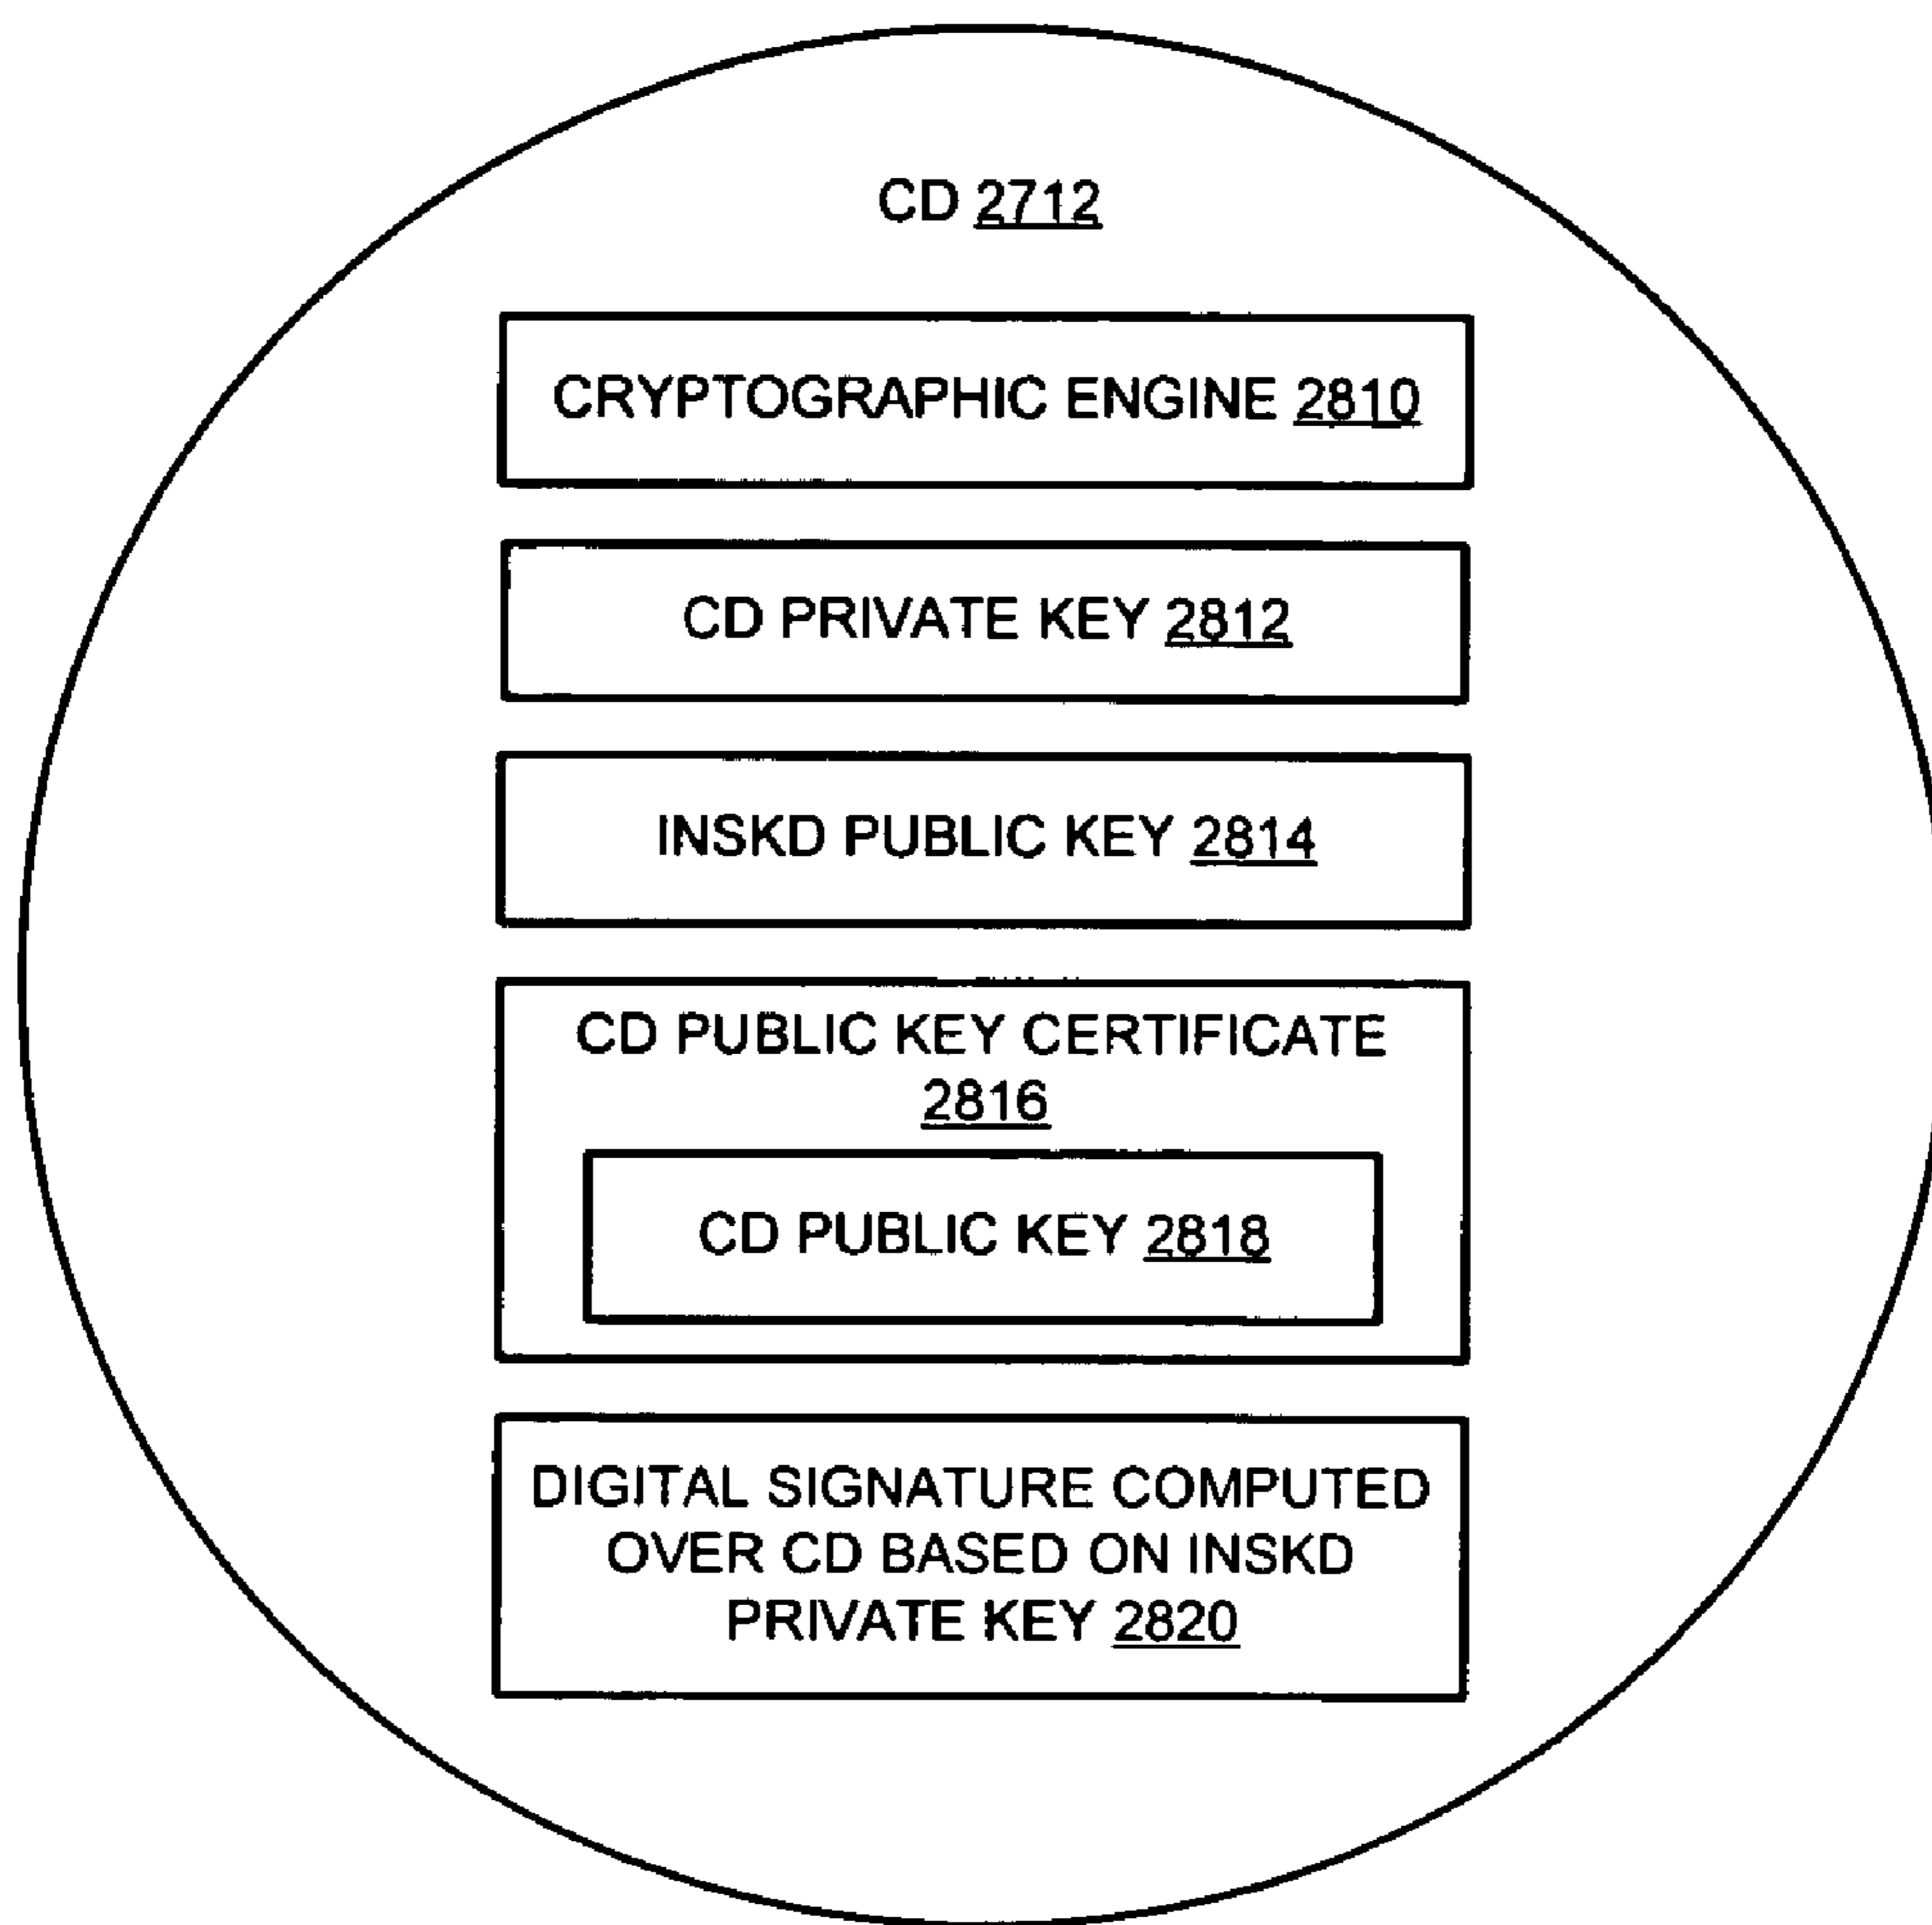 CD 2712
CRYPTOGRAPHIC ENGINE 2810
CD PRIVATE KEY 2812
INSKD PUBLIC KEY 2814
CD PUBLIC KEY CERTIFICATE
2816
CD PUBLIC KEY 2818
DIGITAL SIGNATURE COMPUTED
OVER CD BASED ON INSKD
PRIVATE KEY 2820